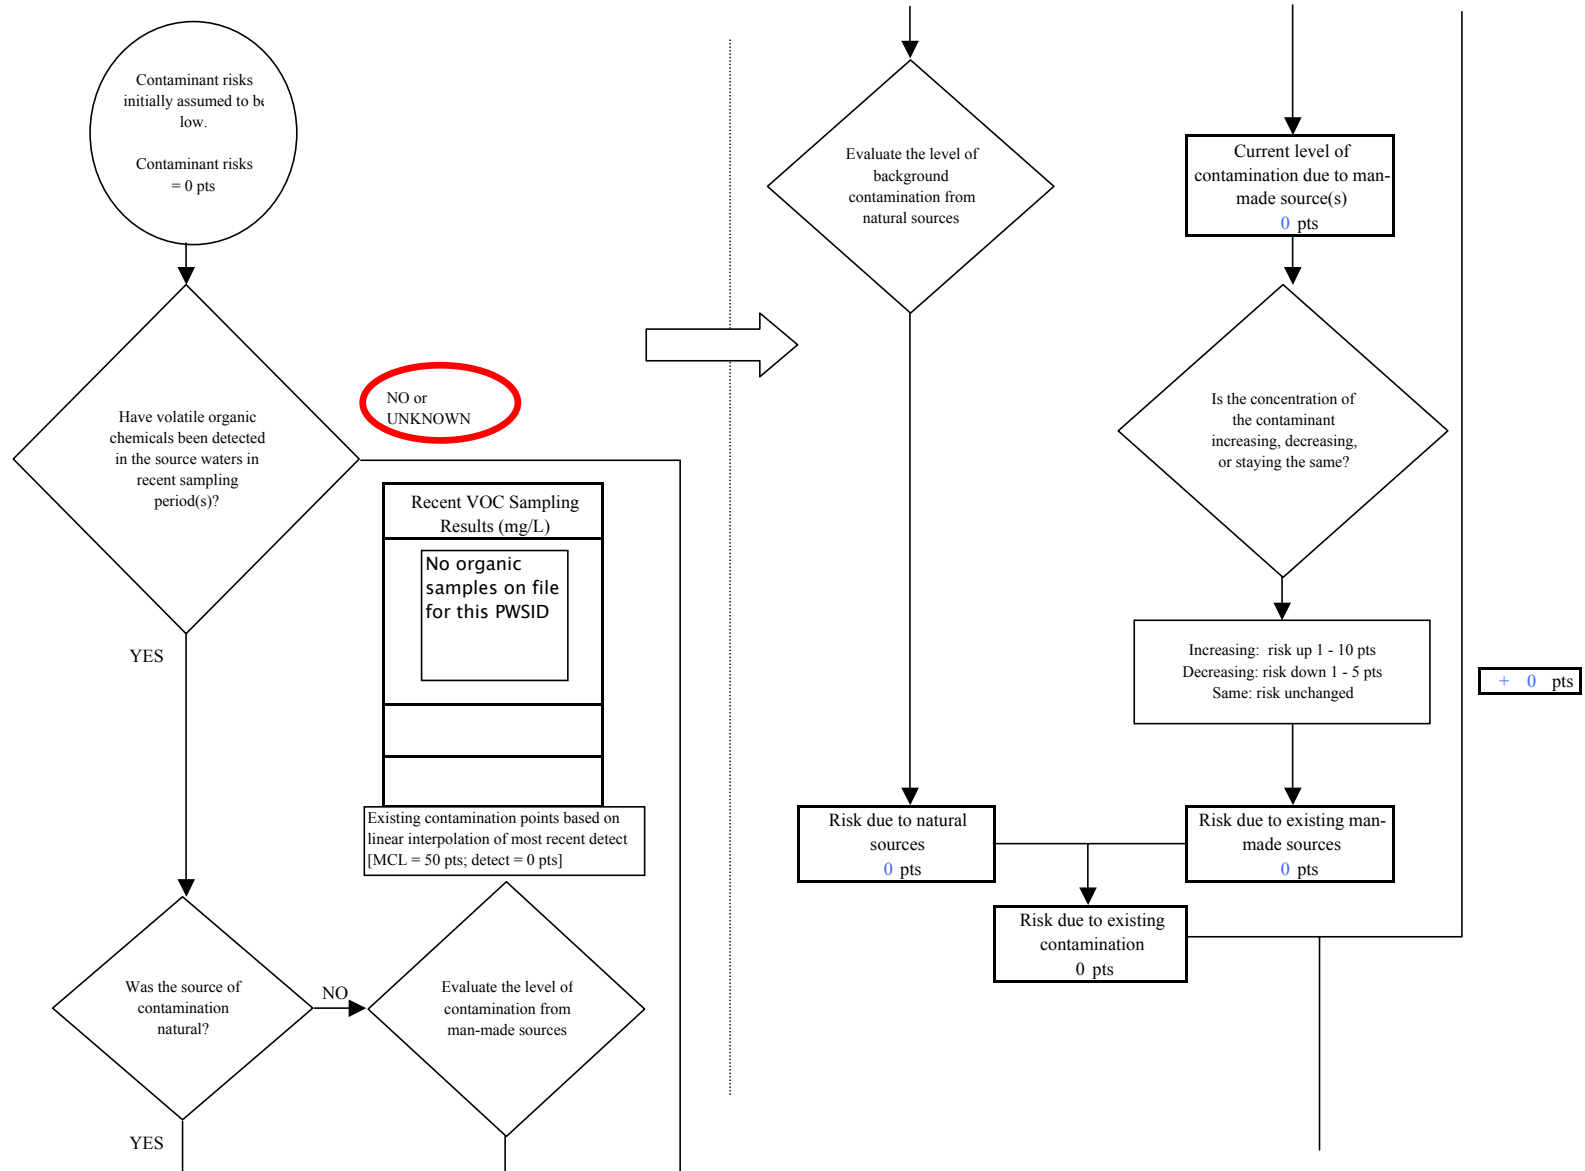 Contaminant risks
initially assumed to be
low.
Contaminant risks
= 0 pts
Have volatile organic
chemicals been detected
in the source waters in
recent sampling
period(s)?
NO or
UNKNOWN
YES
Recent VOC Sampling
Results (mg/L)
No organic
samples on file
for this PWSID
Existing contamination points based on
linear interpolation of most recent detect
[MCL = 50 pts; detect = 0 pts]
Was the source of
contamination
natural?
NO
YES
Evaluate the level of
contamination from
man-made sources
Evaluate the level of
background
contamination from
natural sources
Current level of
contamination due to man-
made source(s)
0 pts
Is the concentration of
the contaminant
increasing, decreasing,
or staying the same?
Increasing: risk up 1 - 10 pts
Decreasing: risk down 1 - 5 pts
Same: risk unchanged
+ 0 pts
Risk due to natural
sources
0 pts
Risk due to existing man-
made sources
0 pts
Risk due to existing
contamination
0 pts